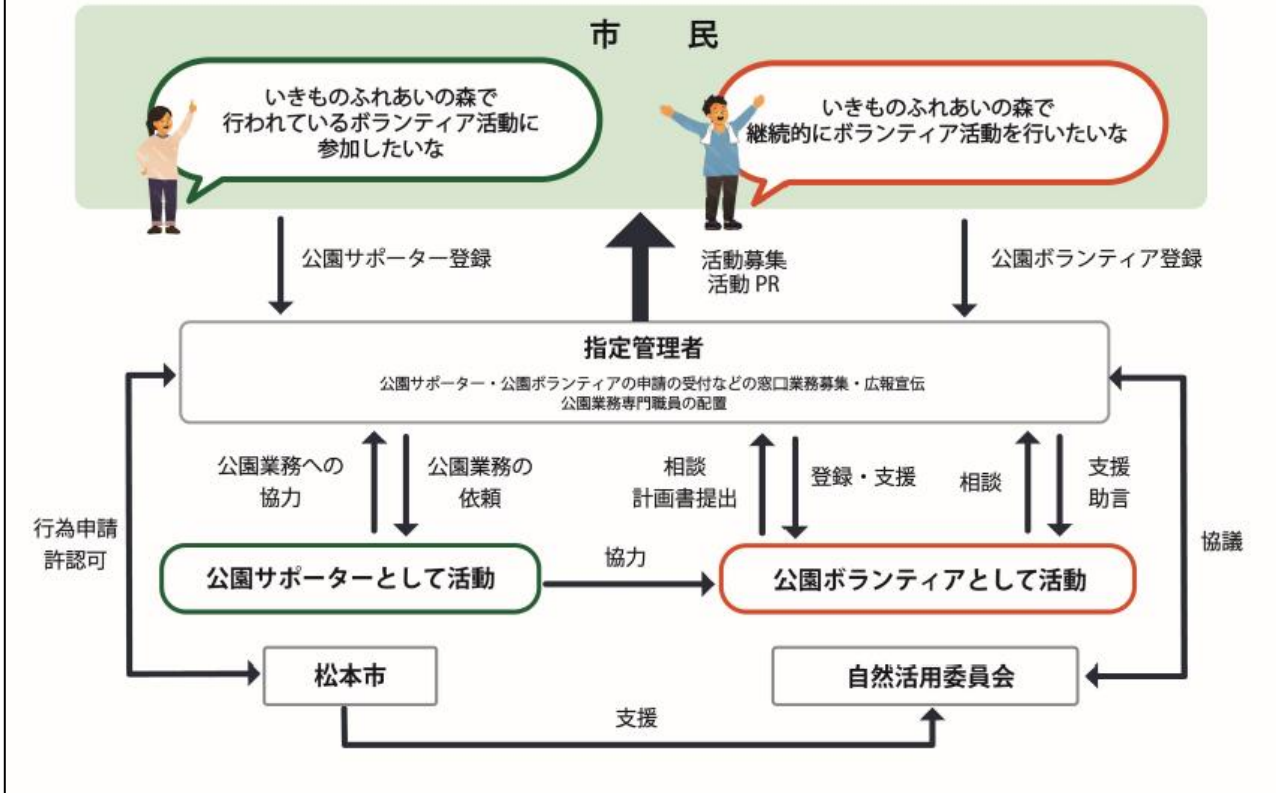 市　民
いきものふれあいの森で
行われているボランティア活動に
参加したいな
いきものふれあいの森で
継続的にボランティア活動を行いたいな
公園サポーター登録
活動募集
活動 PR
公園ボランティア登録
指定管理者
公園サポーター・公園ボランティアの申請の受付などの窓口業務募集・広報宣伝
公園業務専門職員の配置
公園業務への
協力
公園業務の
依頼
相談
計画書提出
登録・支援
相談
支援
助言
行為申請
許認可
協議
公園サポーターとして活動
協力
公園ボランティアとして活動
松本市
自然活用委員会
支援